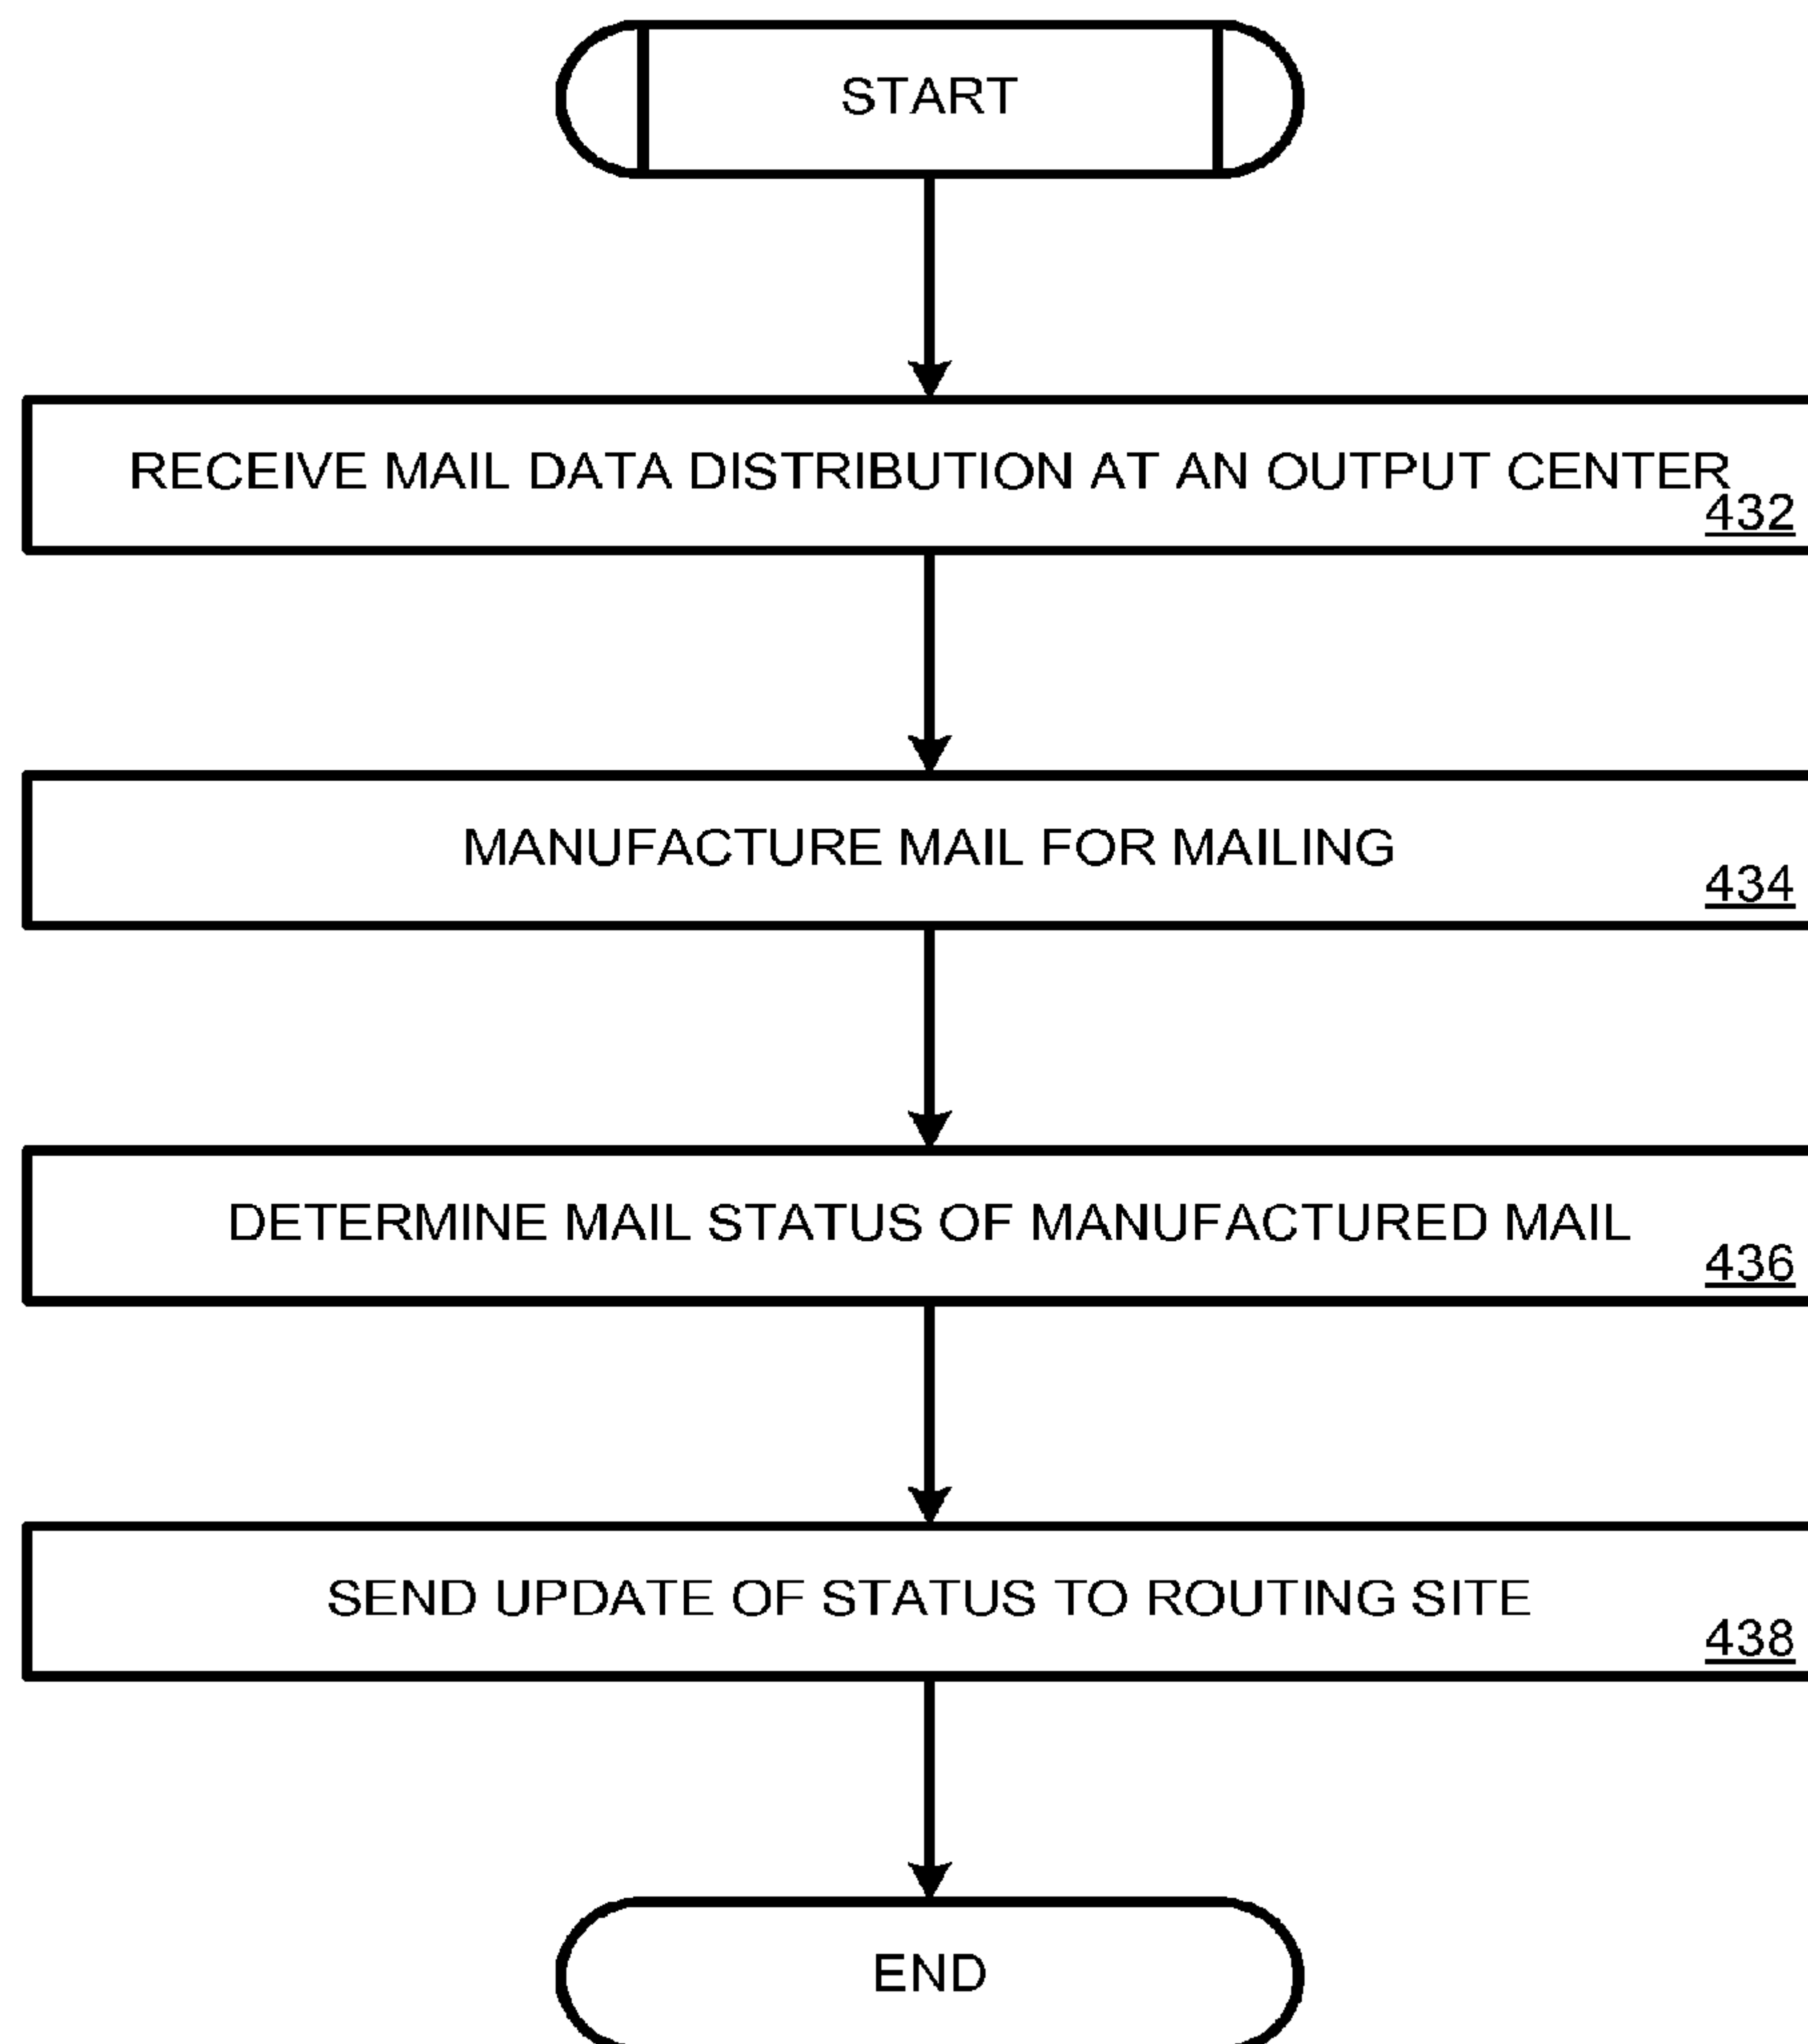 START
RECEIVE MAIL DATA DISTRIBUTION AT AN OUTPUT CENTER
432
MANUFACTURE MAIL FOR MAILING
434
DETERMINE MAIL STATUS OF MANUFACTURED MAIL
436
SEND UPDATE OF STATUS TO ROUTING SITE
438
END